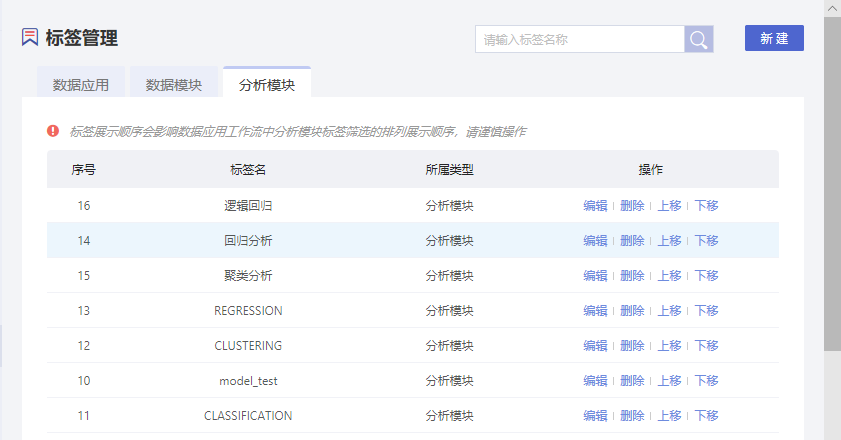 标签管理
请输入标签名称
新建
数据应用 数据模块 分析模块
标签展示顺序会影响数据应用工作流中分析模块标签筛选的排列展示顺序，请谨慎操作
序号 标签名 所属类型 操作
16 逻辑回归 分析模块 编辑 删除 上移 下移
14 回归分析 分析模块 编辑 删除 上移 下移
15 聚类分析 分析模块 编辑 删除 上移 下移
13 REGRESSION 分析模块 编辑 删除 上移 下移
12 CLUSTERING 分析模块 编辑 删除 上移 下移
10 model_test 分析模块 编辑 删除 上移 下移
11 CLASSIFICATION 分析模块 编辑 删除 上移 下移